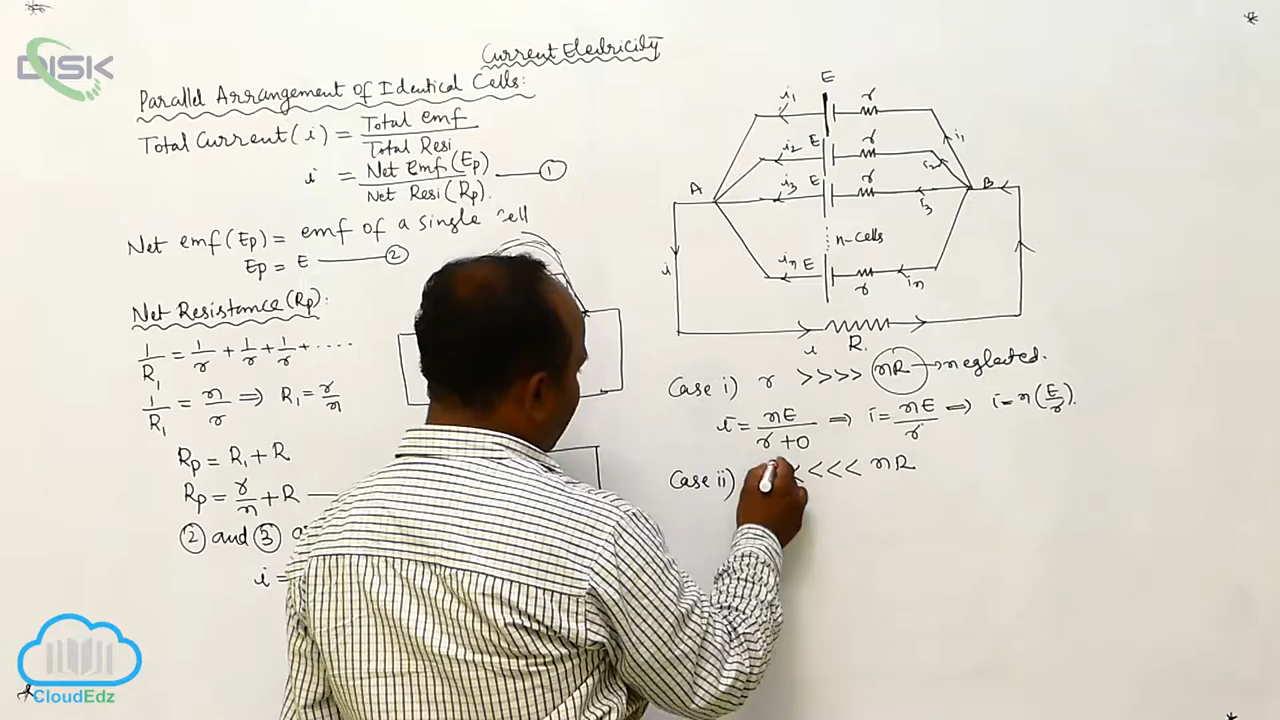 DISK
Current Electricity
Parallel Arrangement of Identical Cells:
Total Current (i) = Total emf / Total Resi
i = Net Emf (Ep) / Net Resi (Rp). —— ①
Net emf (Ep) = emf of a single cell
Ep = E —— ②
Net Resistance (Rp):
1/R₁ = 1/r + 1/r + 1/r + ....
1/R₁ = n/r ⇒ R₁ = r/n
Rp = R₁ + R
Rp = r/n + R ——
② and ③
i =
E
i₁ r
i₂ E r i₁
i₃ E r i₂
A B
i₃
n-cells
iₙ E r iₙ
i
i R.
Case i) r >>>> nR → neglected.
i = nE / r + 0 ⇒ i = nE / r ⇒ i = n(E/r).
Case ii) <<<< nR
CloudEdz